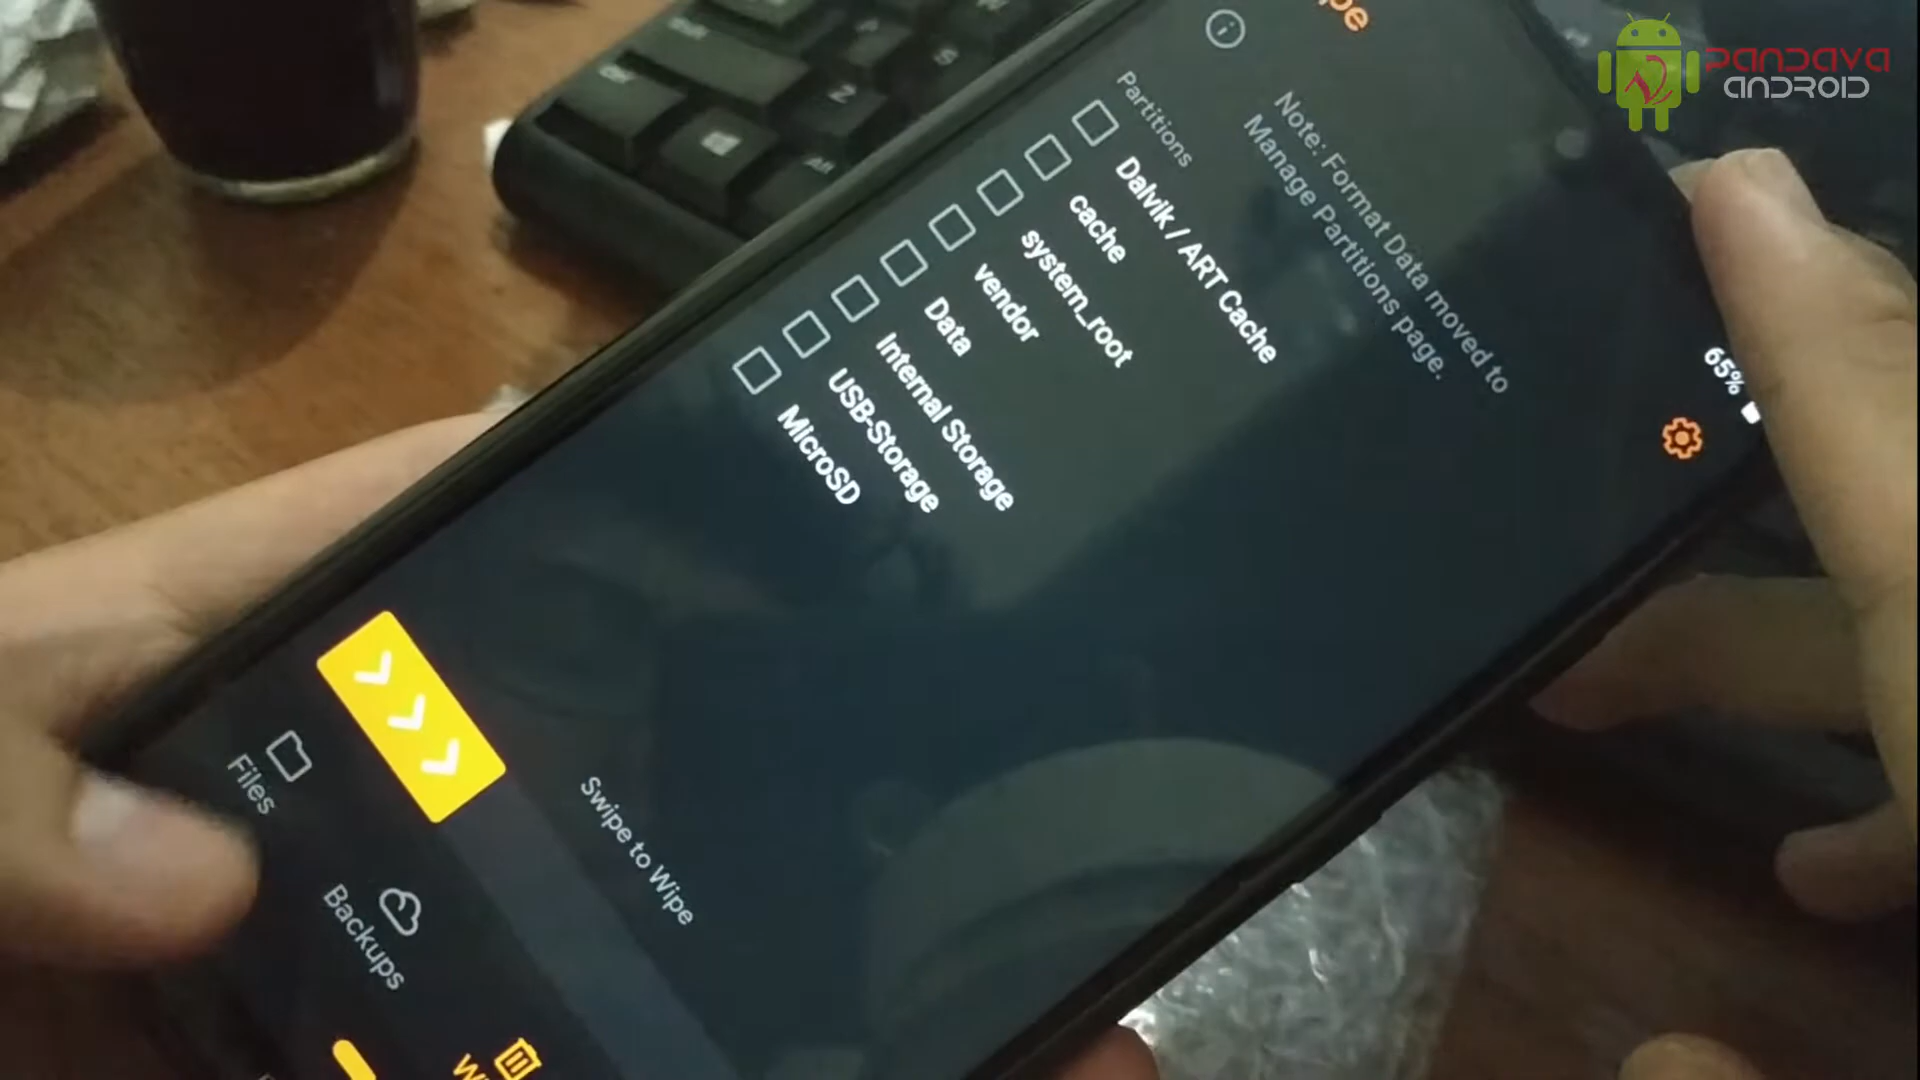 PANDAVA
ANDROID
65%
Note: Format Data moved to
Manage Partitions page.
Partitions
Dalvik / ART Cache
cache
system_root
vendor
Data
Internal Storage
USB-Storage
MicroSD
Swipe to Wipe
Files
Backups
Z
S
Alt